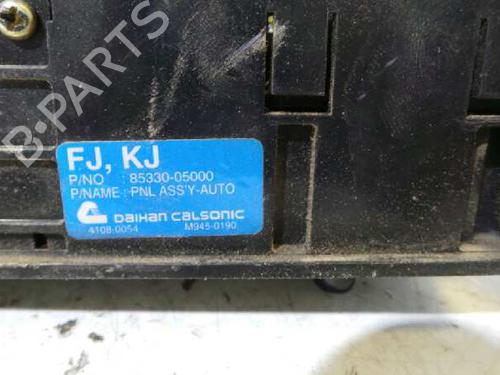 B-PARTS
FJ, KJ
P/NO : 85330-05000
P/NAME : PNL ASS'Y-AUTO
DAIHAN CALSONIC
4108-0054 M945-0190